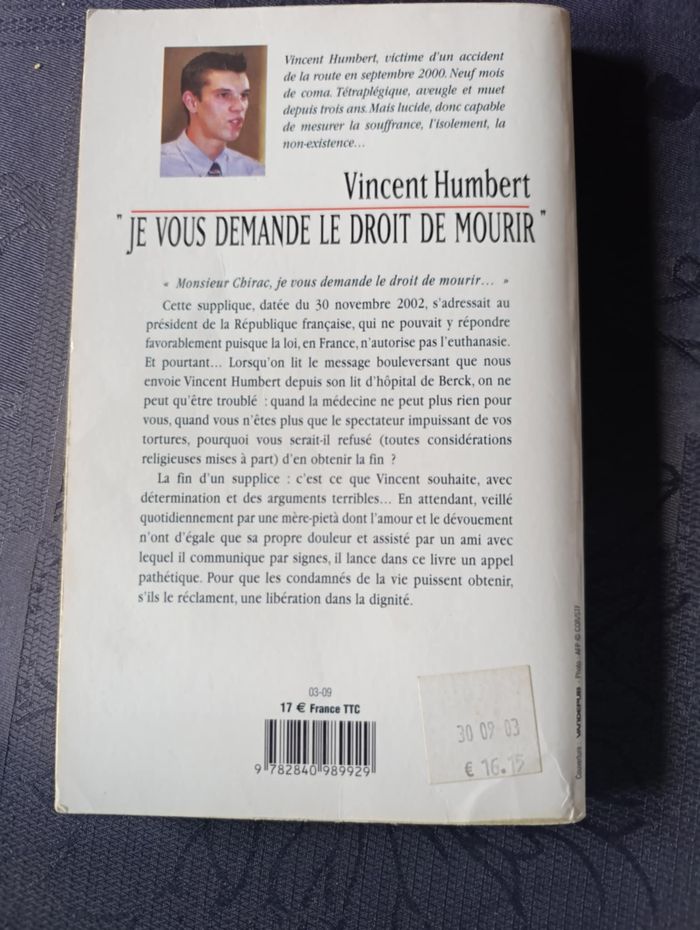 Vincent Humbert, victime d'un accident
de la route en septembre 2000. Neuf mois
de coma. Tétraplégique, aveugle et muet
depuis trois ans. Mais lucide, donc capable
de mesurer la souffrance, l'isolement, la
non-existence…
Vincent Humbert
"JE VOUS DEMANDE LE DROIT DE MOURIR"
« Monsieur Chirac, je vous demande le droit de mourir… »
Cette supplique, datée du 30 novembre 2002, s'adressait au
président de la République française, qui ne pouvait y répondre
favorablement puisque la loi, en France, n'autorise pas l'euthanasie.
Et pourtant… Lorsqu'on lit le message bouleversant que nous
envoie Vincent Humbert depuis son lit d'hôpital de Berck, on ne
peut qu'être troublé : quand la médecine ne peut plus rien pour
vous, quand vous n'êtes plus que le spectateur impuissant de vos
tortures, pourquoi vous serait-il refusé (toutes considérations
religieuses mises à part) d'en obtenir la fin ?
La fin d'un supplice : c'est ce que Vincent souhaite, avec
détermination et des arguments terribles… En attendant, veillé
quotidiennement par une mère-pietà dont l'amour et le dévouement
n'ont d'égale que sa propre douleur et assisté par un ami avec
lequel il communique par signes, il lance dans ce livre un appel
pathétique. Pour que les condamnés de la vie puissent obtenir,
s'ils le réclament, une libération dans la dignité.
03-09
17 € France TTC
9 782840 989929
30 09 03
€ 16.15
Couverture : VANDEPUB - Photo : AFP © CORUST